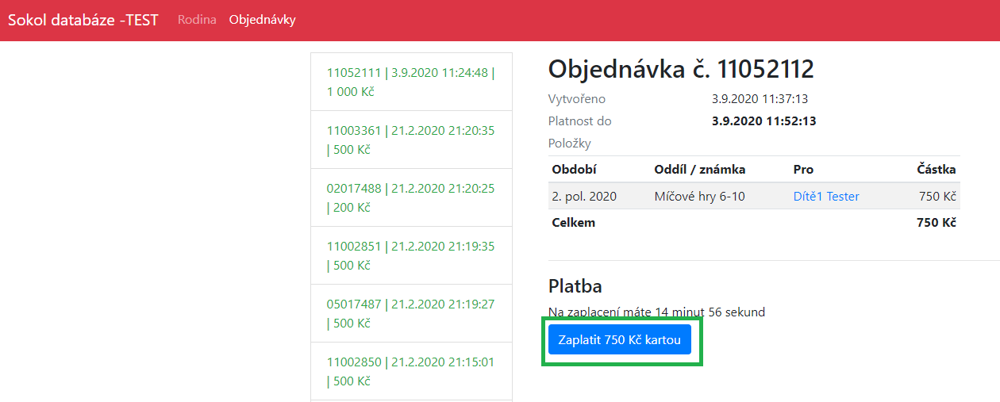 Sokol databáze -TEST Rodina Objednávky
11052111 | 3.9.2020 11:24:48 |
1 000 Kč
11003361 | 21.2.2020 21:20:35
| 500 Kč
02017488 | 21.2.2020 21:20:25
| 200 Kč
11002851 | 21.2.2020 21:19:35
| 500 Kč
05017487 | 21.2.2020 21:19:27
| 500 Kč
11002850 | 21.2.2020 21:15:01
| 500 Kč
Objednávka č. 11052112
Vytvořeno 3.9.2020 11:37:13
Platnost do 3.9.2020 11:52:13
Položky
Období Oddíl / známka Pro Částka
2. pol. 2020 Míčové hry 6-10 Dítě1 Tester 750 Kč
Celkem 750 Kč
Platba
Na zaplacení máte 14 minut 56 sekund
Zaplatit 750 Kč kartou